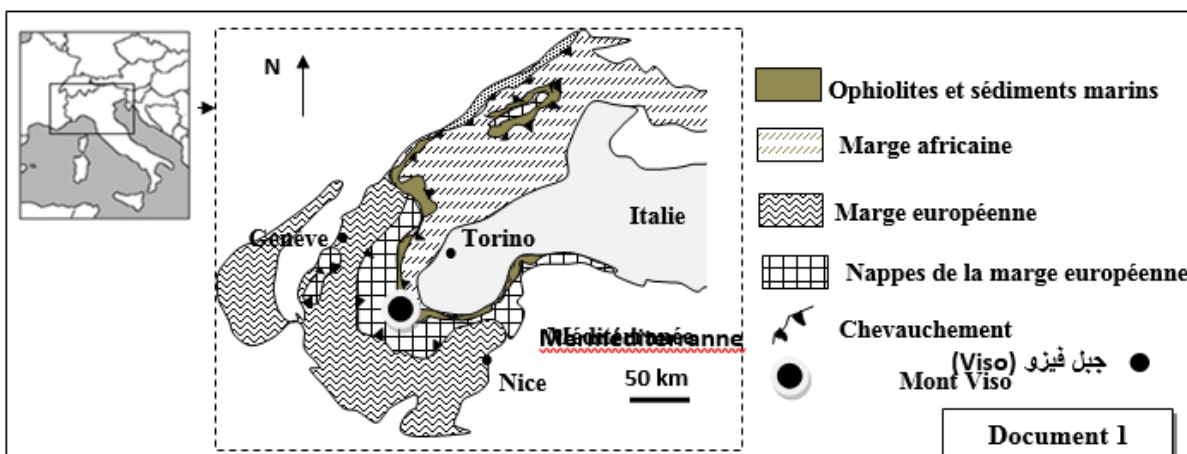 N
Genève
Torino
Italie
Nice
50 km
Ophiolites et sédiments marins
Marge africaine
Marge européenne
Nappes de la marge européenne
Chevauchement
جبل فيزو (Viso)
Mont Viso
Document 1